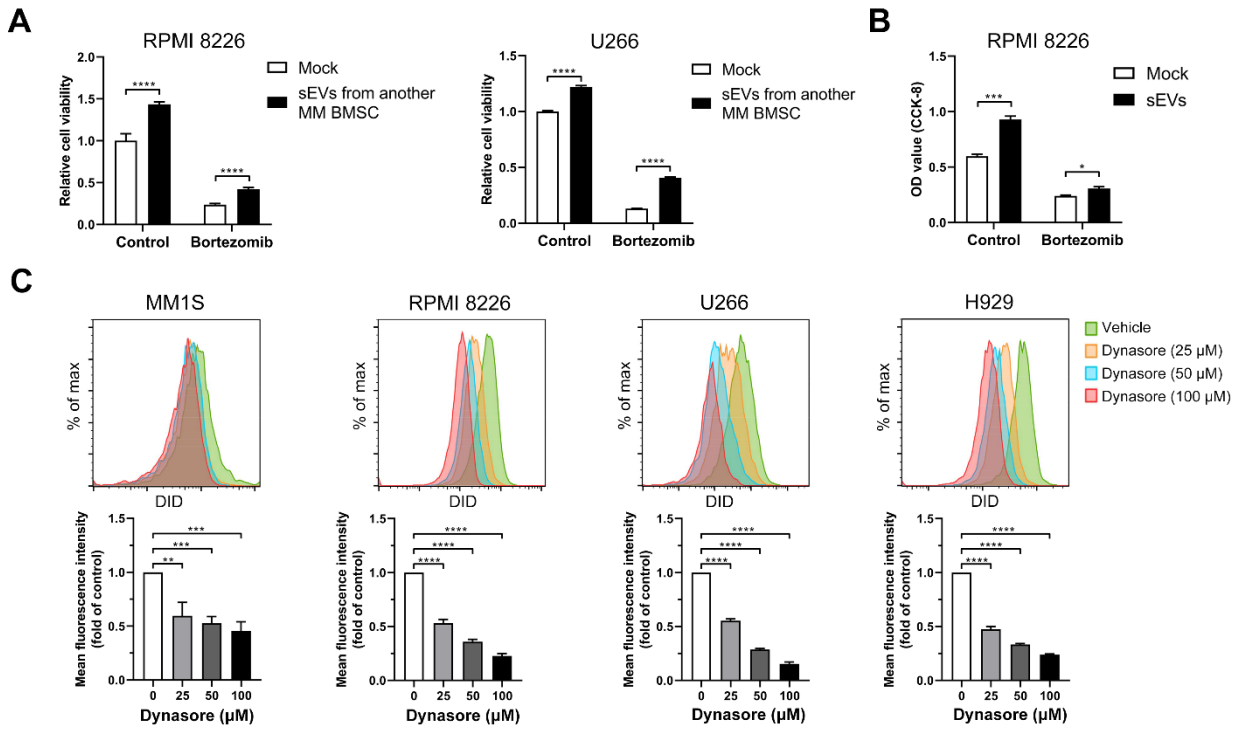 A
RPMI 8226
Relative cell viability
2.0
1.5
1.0
0.5
0.0
****
****
Control
Bortezomib
Mock
sEVs from another
MM BMSC
U266
Relative cell viability
1.5
1.0
0.5
0.0
****
****
Control
Bortezomib
Mock
sEVs from another
MM BMSC
B
RPMI 8226
OD value (CCK-8)
1.5
1.0
0.5
0.0
***
*
Control
Bortezomib
Mock
sEVs
C
MM1S
% of max
DID
RPMI 8226
% of max
DID
U266
% of max
DID
H929
% of max
DID
Vehicle
Dynasore (25 µM)
Dynasore (50 µM)
Dynasore (100 µM)
Mean fluorescence intensity
(fold of control)
1.5
1.0
0.5
0.0
***
***
**
0 25 50 100
Dynasore (µM)
Mean fluorescence intensity
(fold of control)
1.5
1.0
0.5
0.0
****
****
****
0 25 50 100
Dynasore (µM)
Mean fluorescence intensity
(fold of control)
1.5
1.0
0.5
0.0
****
****
****
0 25 50 100
Dynasore (µM)
Mean fluorescence intensity
(fold of control)
1.5
1.0
0.5
0.0
****
****
****
0 25 50 100
Dynasore (µM)